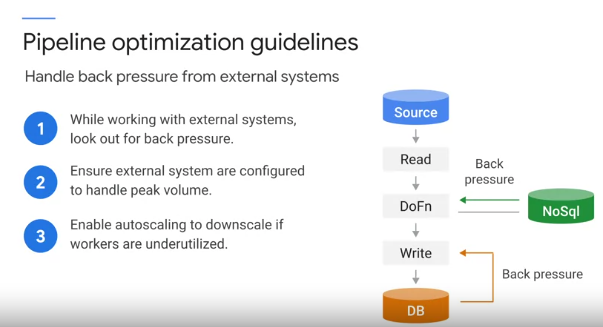 Pipeline optimization guidelines
Handle back pressure from external systems
1
While working with external systems,
look out for back pressure.
2
Ensure external system are configured
to handle peak volume.
3
Enable autoscaling to downscale if
workers are underutilized.
Source
Read
Back
pressure
DoFn
NoSql
Write
Back pressure
DB